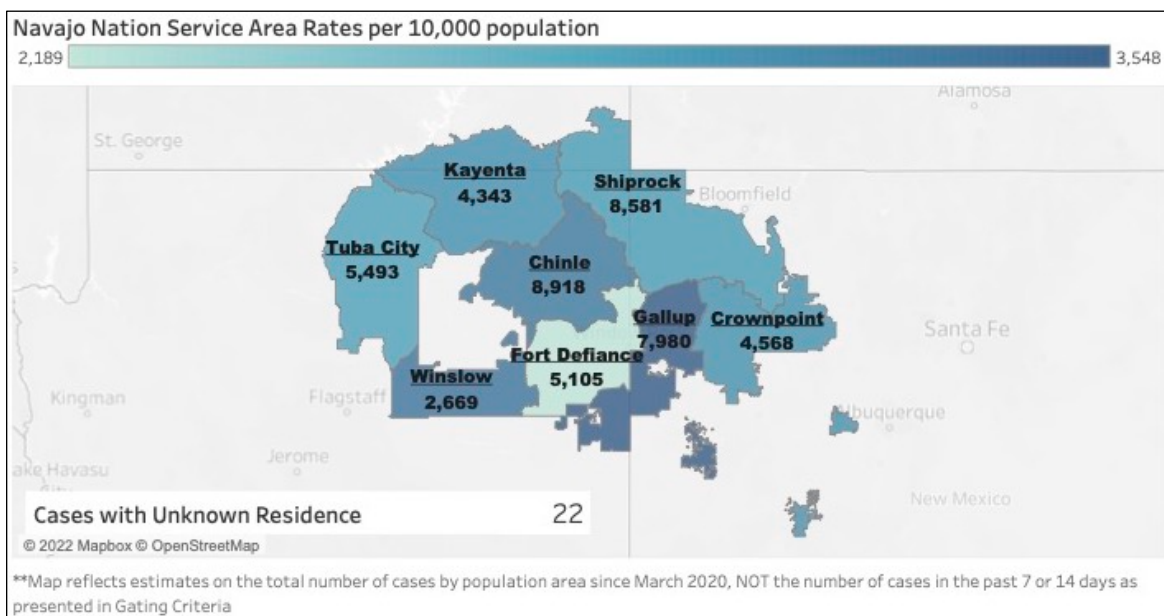 Navajo Nation Service Area Rates per 10,000 population
2,189
3,548
Alamosa
St. George
Kayenta
4,343
Shiprock
8,581
Bloomfield
Tuba City
5,493
Chinle
8,918
Gallup
7,980
Crownpoint
4,568
Santa Fe
Fort Defiance
5,105
Winslow
2,669
Kingman
Flagstaff
Albuquerque
Jerome
ake Havasu
New Mexico
Cases with Unknown Residence 22
© 2022 Mapbox © OpenStreetMap
**Map reflects estimates on the total number of cases by population area since March 2020, NOT the number of cases in the past 7 or 14 days as
presented in Gating Criteria